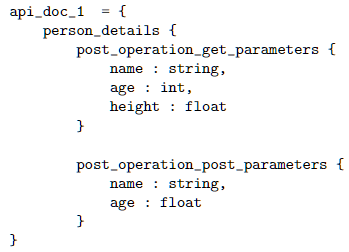 api_doc_1  = {
    person_details {
        post_operation_get_parameters {
            name : string,
            age : int,
            height : float
        }

        post_operation_post_parameters {
            name : string,
            age : float
        }
}